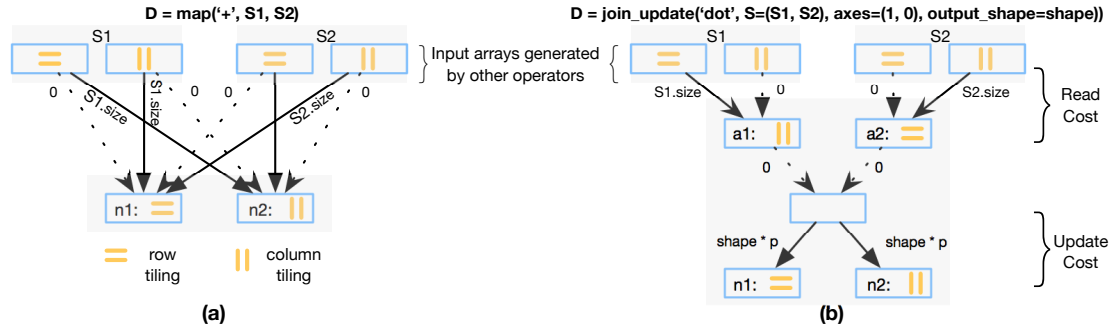 D = map('+', S1, S2)
S1
S2
0
S1.size
S1.size
0
0
S2.size
0
n1:
n2:
row
tiling
column
tiling
(a)
Input arrays generated
by other operators
D = join_update('dot', S=(S1, S2), axes=(1, 0), output_shape=shape))
S1
S2
S1.size
0
0
S2.size
a1:
a2:
0
0
shape * p
shape * p
n1:
n2:
(b)
Read
Cost
Update
Cost